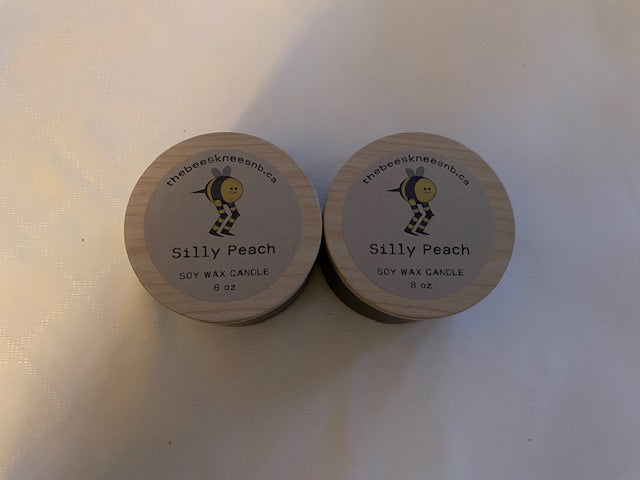 thebeeskneesnb.ca
Silly Peach
SOY WAX CANDLE
8 oz
thebeeskneesnb.ca
Silly Peach
SOY WAX CANDLE
8 oz